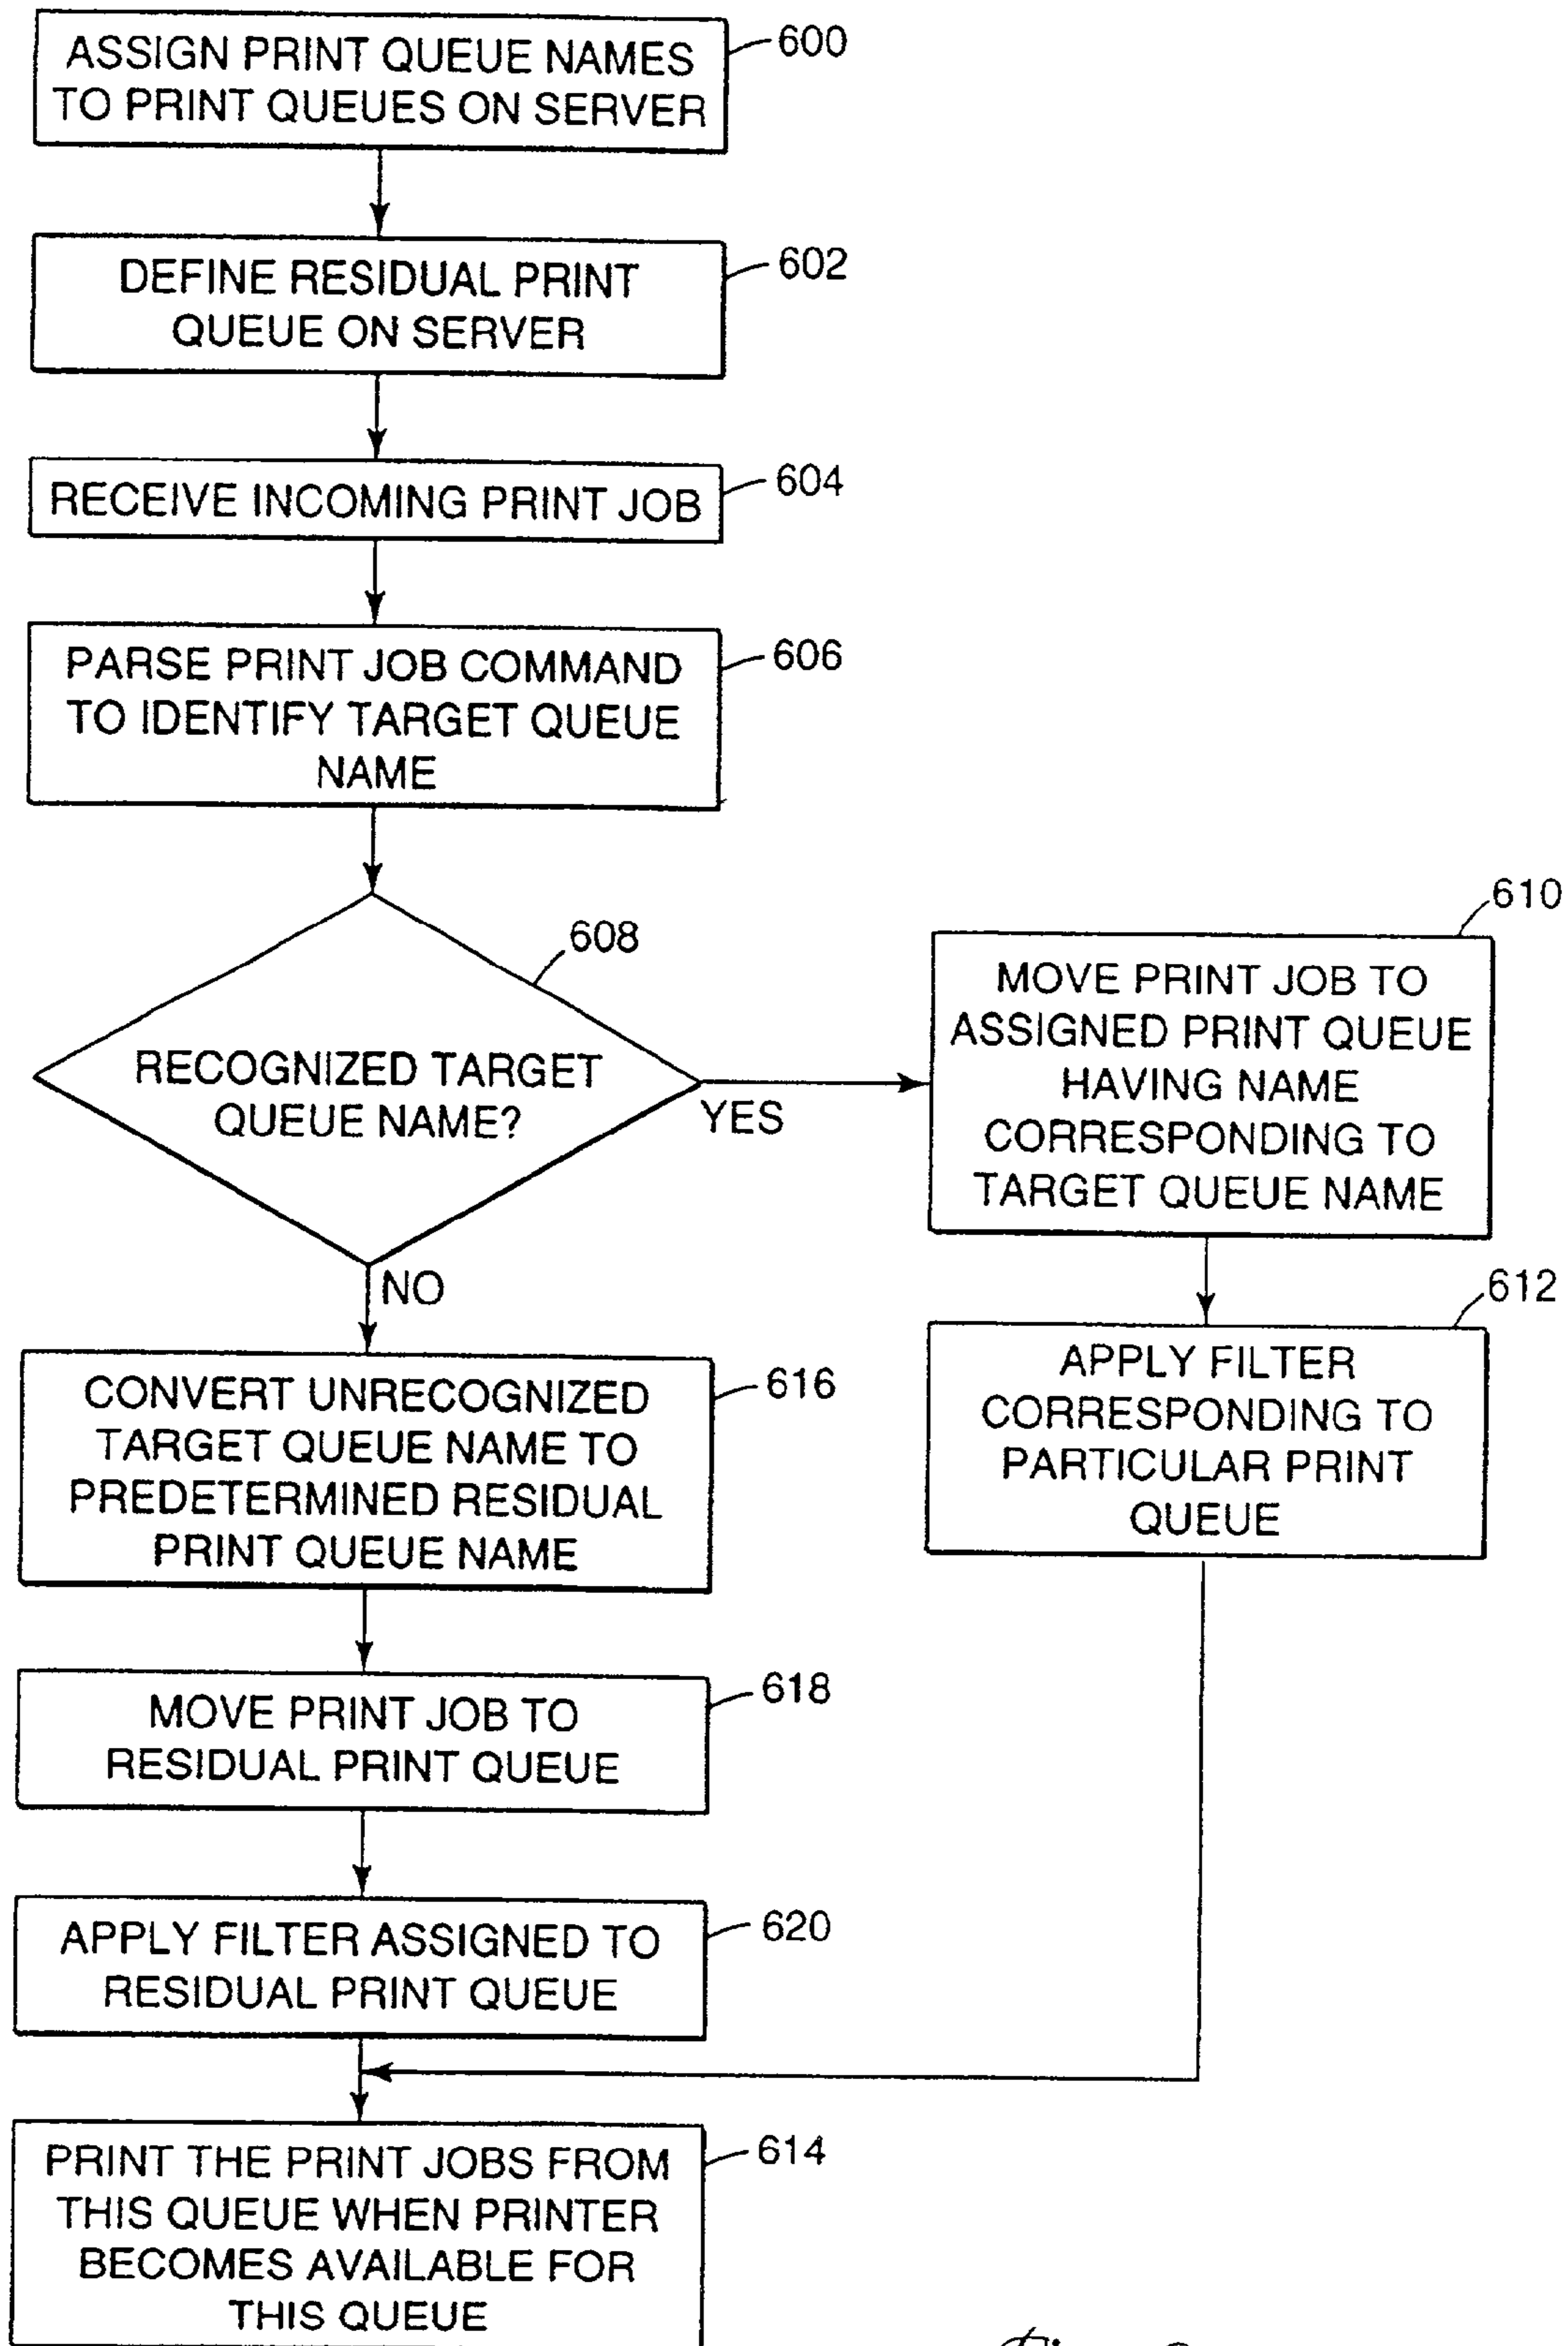 ASSIGN PRINT QUEUE NAMES
TO PRINT QUEUES ON SERVER
600
DEFINE RESIDUAL PRINT
QUEUE ON SERVER
602
RECEIVE INCOMING PRINT JOB
604
PARSE PRINT JOB COMMAND
TO IDENTIFY TARGET QUEUE
NAME
606
608
RECOGNIZED TARGET
QUEUE NAME?
YES
NO
610
MOVE PRINT JOB TO
ASSIGNED PRINT QUEUE
HAVING NAME
CORRESPONDING TO
TARGET QUEUE NAME
612
APPLY FILTER
CORRESPONDING TO
PARTICULAR PRINT
QUEUE
CONVERT UNRECOGNIZED
TARGET QUEUE NAME TO
PREDETERMINED RESIDUAL
PRINT QUEUE NAME
616
MOVE PRINT JOB TO
RESIDUAL PRINT QUEUE
618
APPLY FILTER ASSIGNED TO
RESIDUAL PRINT QUEUE
620
PRINT THE PRINT JOBS FROM
THIS QUEUE WHEN PRINTER
BECOMES AVAILABLE FOR
THIS QUEUE
614